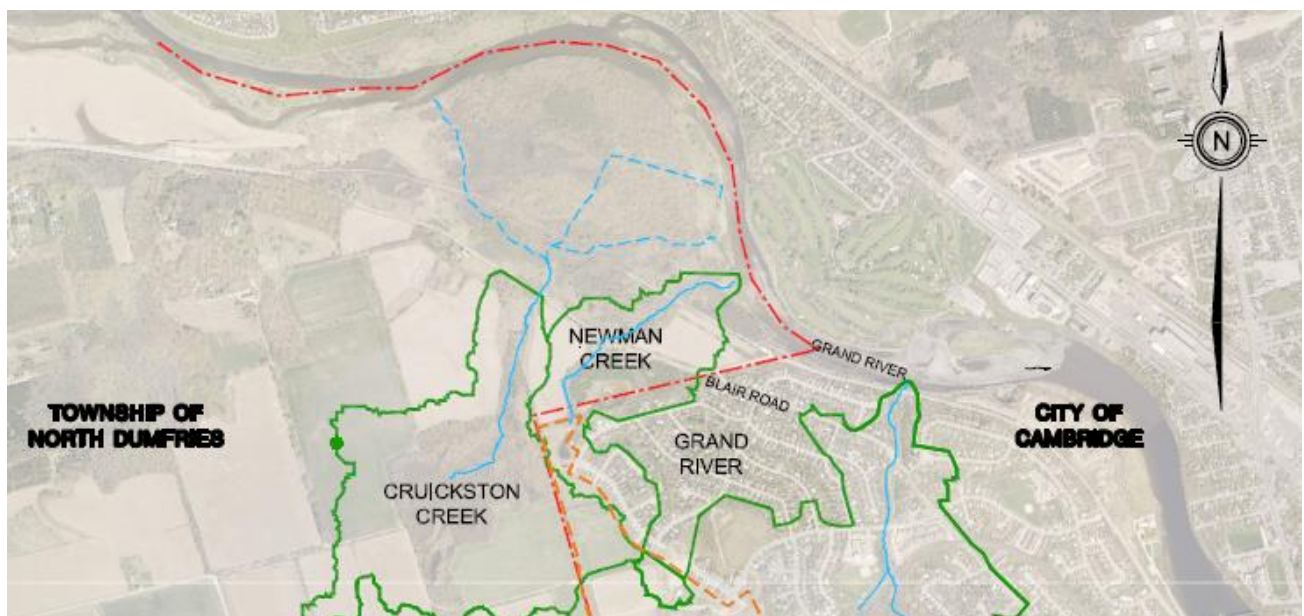 N
NEWMAN
CREEK
GRAND RIVER
BLAIR ROAD
TOWNSHIP OF
NORTH DUMFRIES
CITY OF
CAMBRIDGE
GRAND
RIVER
CRUICKSTON
CREEK